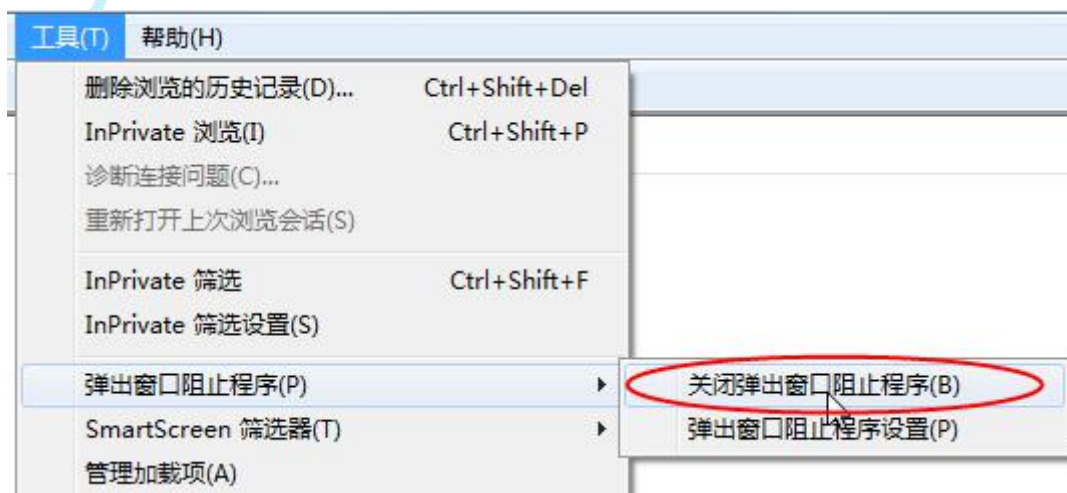 工具(T) 帮助(H)
删除浏览的历史记录(D)... Ctrl+Shift+Del
InPrivate 浏览(I) Ctrl+Shift+P
诊断连接问题(C)...
重新打开上次浏览会话(S)
InPrivate 筛选 Ctrl+Shift+F
InPrivate 筛选设置(S)
弹出窗口阻止程序(P) 关闭弹出窗口阻止程序(B)
SmartScreen 筛选器(T) 弹出窗口阻止程序设置(P)
管理加载项(A)